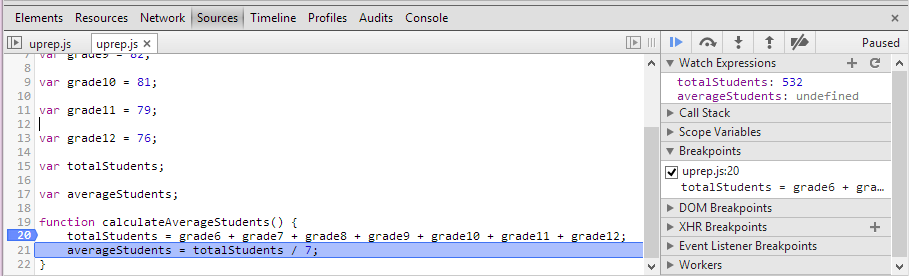 Elements Resources Network Sources Timeline Profiles Audits Console
uprep.js uprep.js × Paused
7 var grade9 = 82;
8
9 var grade10 = 81;
10
11 var grade11 = 79;
12
13 var grade12 = 76;
14
15 var totalStudents;
16
17 var averageStudents;
18
19 function calculateAverageStudents() {
20 totalStudents = grade6 + grade7 + grade8 + grade9 + grade10 + grade11 + grade12;
21 averageStudents = totalStudents / 7;
22 }
Watch Expressions
totalStudents: 532
averageStudents: undefined
Call Stack
Scope Variables
Breakpoints
uprep.js:20
totalStudents = grade6 + gra...
DOM Breakpoints
XHR Breakpoints
Event Listener Breakpoints
Workers